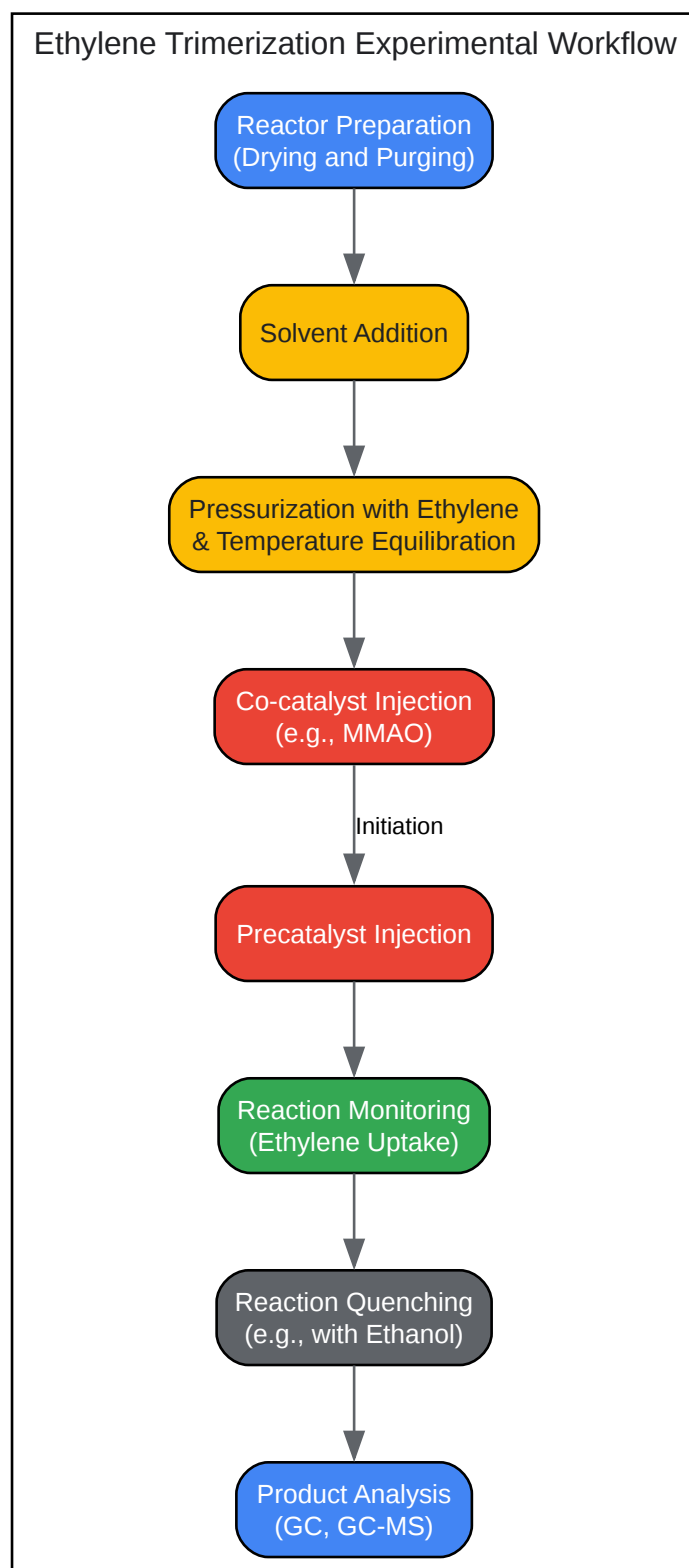 Ethylene Trimerization Experimental Workflow
Reactor Preparation
(Drying and Purging)
Solvent Addition
Pressurization with Ethylene
& Temperature Equilibration
Co-catalyst Injection
(e.g., MMAO)
Initiation
Precatalyst Injection
Reaction Monitoring
(Ethylene Uptake)
Reaction Quenching
(e.g., with Ethanol)
Product Analysis
(GC, GC-MS)